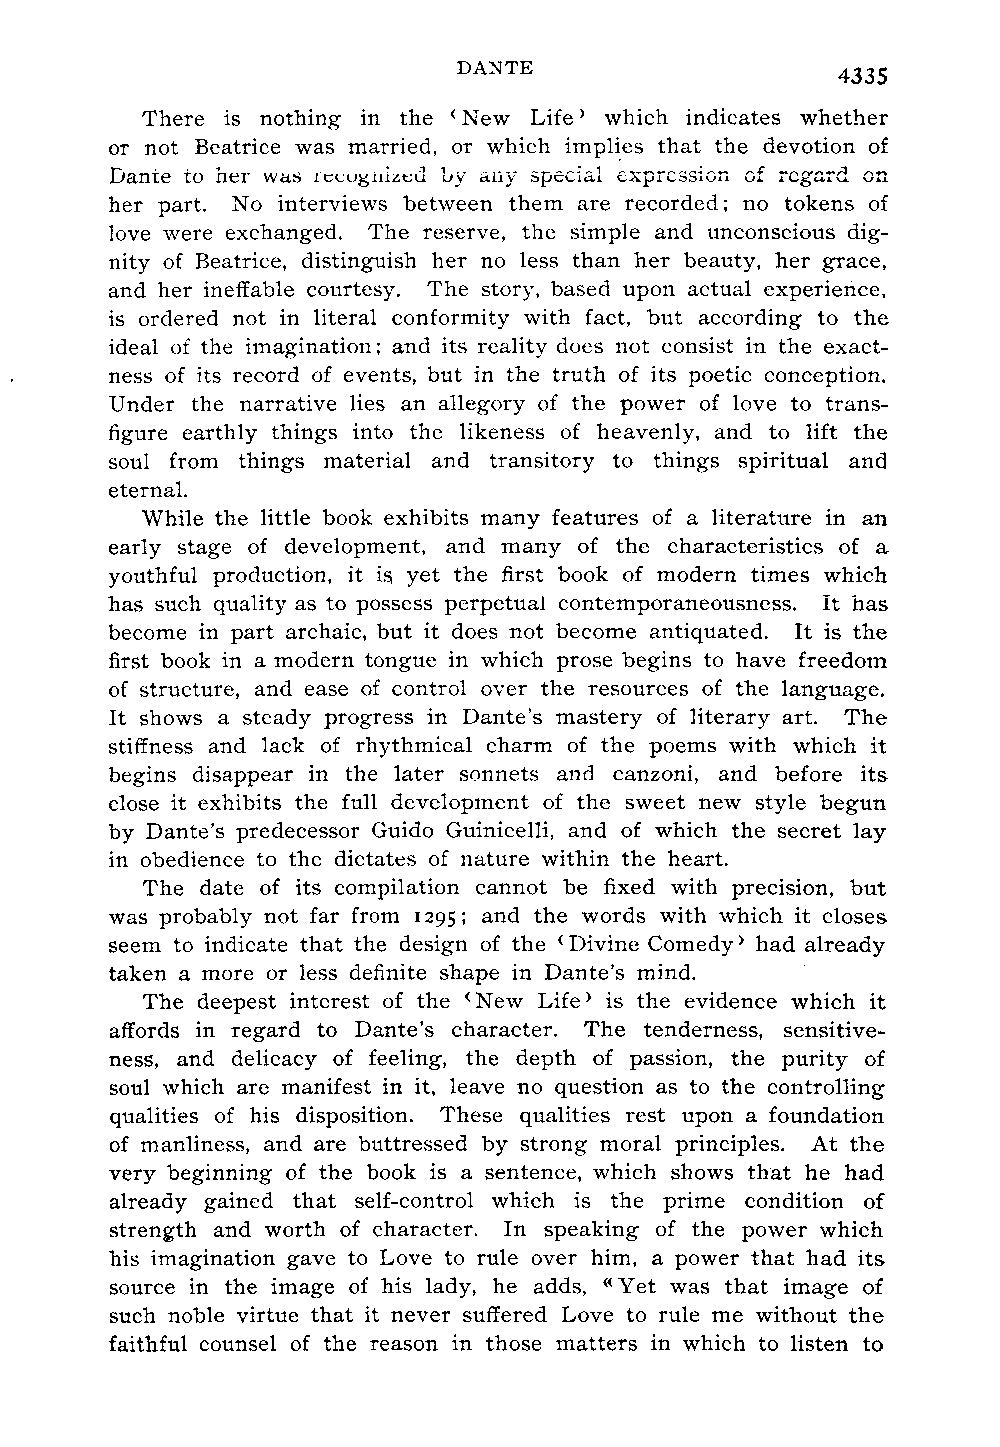 DANTE
4335
There is nothing in the ‹New Life› which indicates whether
or not Beatrice was married, or which implies that the devotion of
Dante to her was recognized by any special expression of regard on
her part. No interviews between them are recorded; no tokens of
love were exchanged. The reserve, the simple and unconscious dig-
nity of Beatrice, distinguish her no less than her beauty, her grace,
and her ineffable courtesy. The story, based upon actual experience,
is ordered not in literal conformity with fact, but according to the
ideal of the imagination; and its reality does not consist in the exact-
ness of its record of events, but in the truth of its poetic conception.
Under the narrative lies an allegory of the power of love to trans-
figure earthly things into the likeness of heavenly, and to lift the
soul from things material and transitory to things spiritual and
eternal.
While the little book exhibits many features of a literature in an
early stage of development, and many of the characteristics of a
youthful production, it is yet the first book of modern times which
has such quality as to possess perpetual contemporaneousness. It has
become in part archaic, but it does not become antiquated. It is the
first book in a modern tongue in which prose begins to have freedom
of structure, and ease of control over the resources of the language.
It shows a steady progress in Dante's mastery of literary art. The
stiffness and lack of rhythmical charm of the poems with which it
begins disappear in the later sonnets and canzoni, and before its
close it exhibits the full development of the sweet new style begun
by Dante's predecessor Guido Guinicelli, and of which the secret lay
in obedience to the dictates of nature within the heart.
The date of its compilation cannot be fixed with precision, but
was probably not far from 1295; and the words with which it closes
seem to indicate that the design of the ‹Divine Comedy› had already
taken a more or less definite shape in Dante's mind.
The deepest interest of the ‹New Life› is the evidence which it
affords in regard to Dante's character. The tenderness, sensitive-
ness, and delicacy of feeling, the depth of passion, the purity of
soul which are manifest in it, leave no question as to the controlling
qualities of his disposition. These qualities rest upon a foundation
of manliness, and are buttressed by strong moral principles. At the
very beginning of the book is a sentence, which shows that he had
already gained that self-control which is the prime condition of
strength and worth of character. In speaking of the power which
his imagination gave to Love to rule over him, a power that had its
source in the image of his lady, he adds, «Yet was that image of
such noble virtue that it never suffered Love to rule me without the
faithful counsel of the reason in those matters in which to listen to